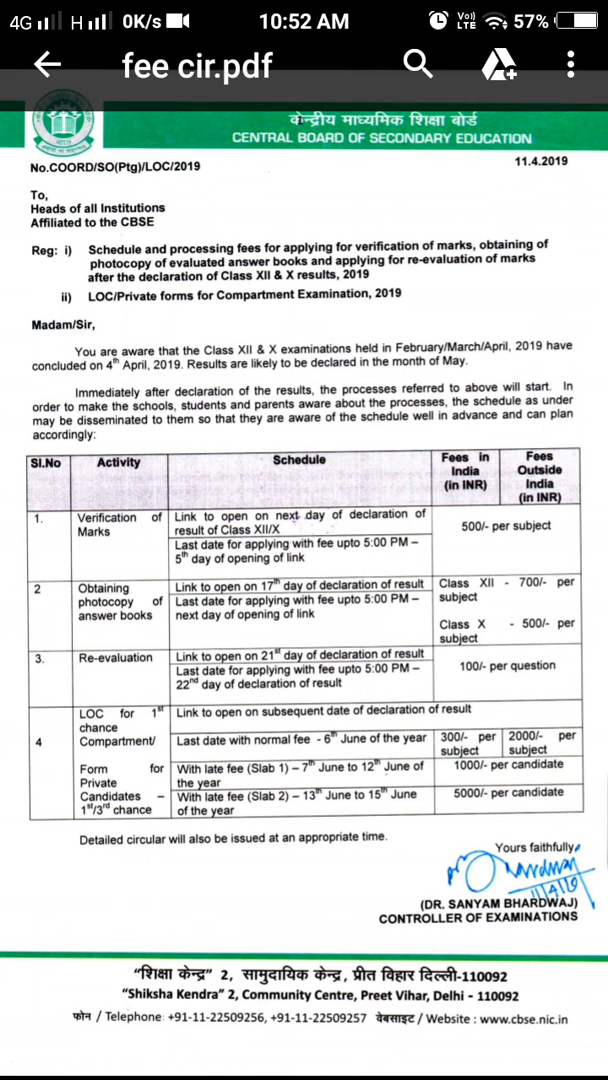 4G H 0K/s 10:52 AM Vo)) LTE 57%
fee cir.pdf
केन्द्रीय माध्यमिक शिक्षा बोर्ड
CENTRAL BOARD OF SECONDARY EDUCATION
No.COORD/SO(Ptg)/LOC/2019 11.4.2019
To,
Heads of all Institutions
Affiliated to the CBSE
Reg: i) Schedule and processing fees for applying for verification of marks, obtaining of
photocopy of evaluated answer books and applying for re-evaluation of marks
after the declaration of Class XII & X results, 2019
ii) LOC/Private forms for Compartment Examination, 2019
Madam/Sir,
You are aware that the Class XII & X examinations held in February/March/April, 2019 have
concluded on 4th April, 2019. Results are likely to be declared in the month of May.
Immediately after declaration of the results, the processes referred to above will start. In
order to make the schools, students and parents aware about the processes, the schedule as under
may be disseminated to them so that they are aware of the schedule well in advance and can plan
accordingly:
Sl.No Activity Schedule Fees in India (in INR) Fees Outside India (in INR)
1. Verification of Marks
Link to open on next day of declaration of
result of Class XII/X
Last date for applying with fee upto 5:00 PM –
5th day of opening of link
500/- per subject
2 Obtaining photocopy of answer books
Link to open on 17th day of declaration of result
Last date for applying with fee upto 5:00 PM –
next day of opening of link
Class XII - 700/- per
subject
Class X - 500/- per
subject
3. Re-evaluation
Link to open on 21st day of declaration of result
Last date for applying with fee upto 5:00 PM –
22nd day of declaration of result
100/- per question
4
LOC for 1st
chance
Compartment/
Form for
Private
Candidates –
1st/3rd chance
Link to open on subsequent date of declaration of result
Last date with normal fee - 6th June of the year
300/- per subject
2000/- per subject
With late fee (Slab 1) – 7th June to 12th June of
the year
1000/- per candidate
With late fee (Slab 2) – 13th June to 15th June
of the year
5000/- per candidate
Detailed circular will also be issued at an appropriate time.
Yours faithfully,
11/4/19
(DR. SANYAM BHARDWAJ)
CONTROLLER OF EXAMINATIONS
“शिक्षा केन्द्र” 2, सामुदायिक केन्द्र, प्रीत विहार दिल्ली-110092
“Shiksha Kendra” 2, Community Centre, Preet Vihar, Delhi - 110092
फोन / Telephone: +91-11-22509256, +91-11-22509257 वेबसाइट / Website : www.cbse.nic.in